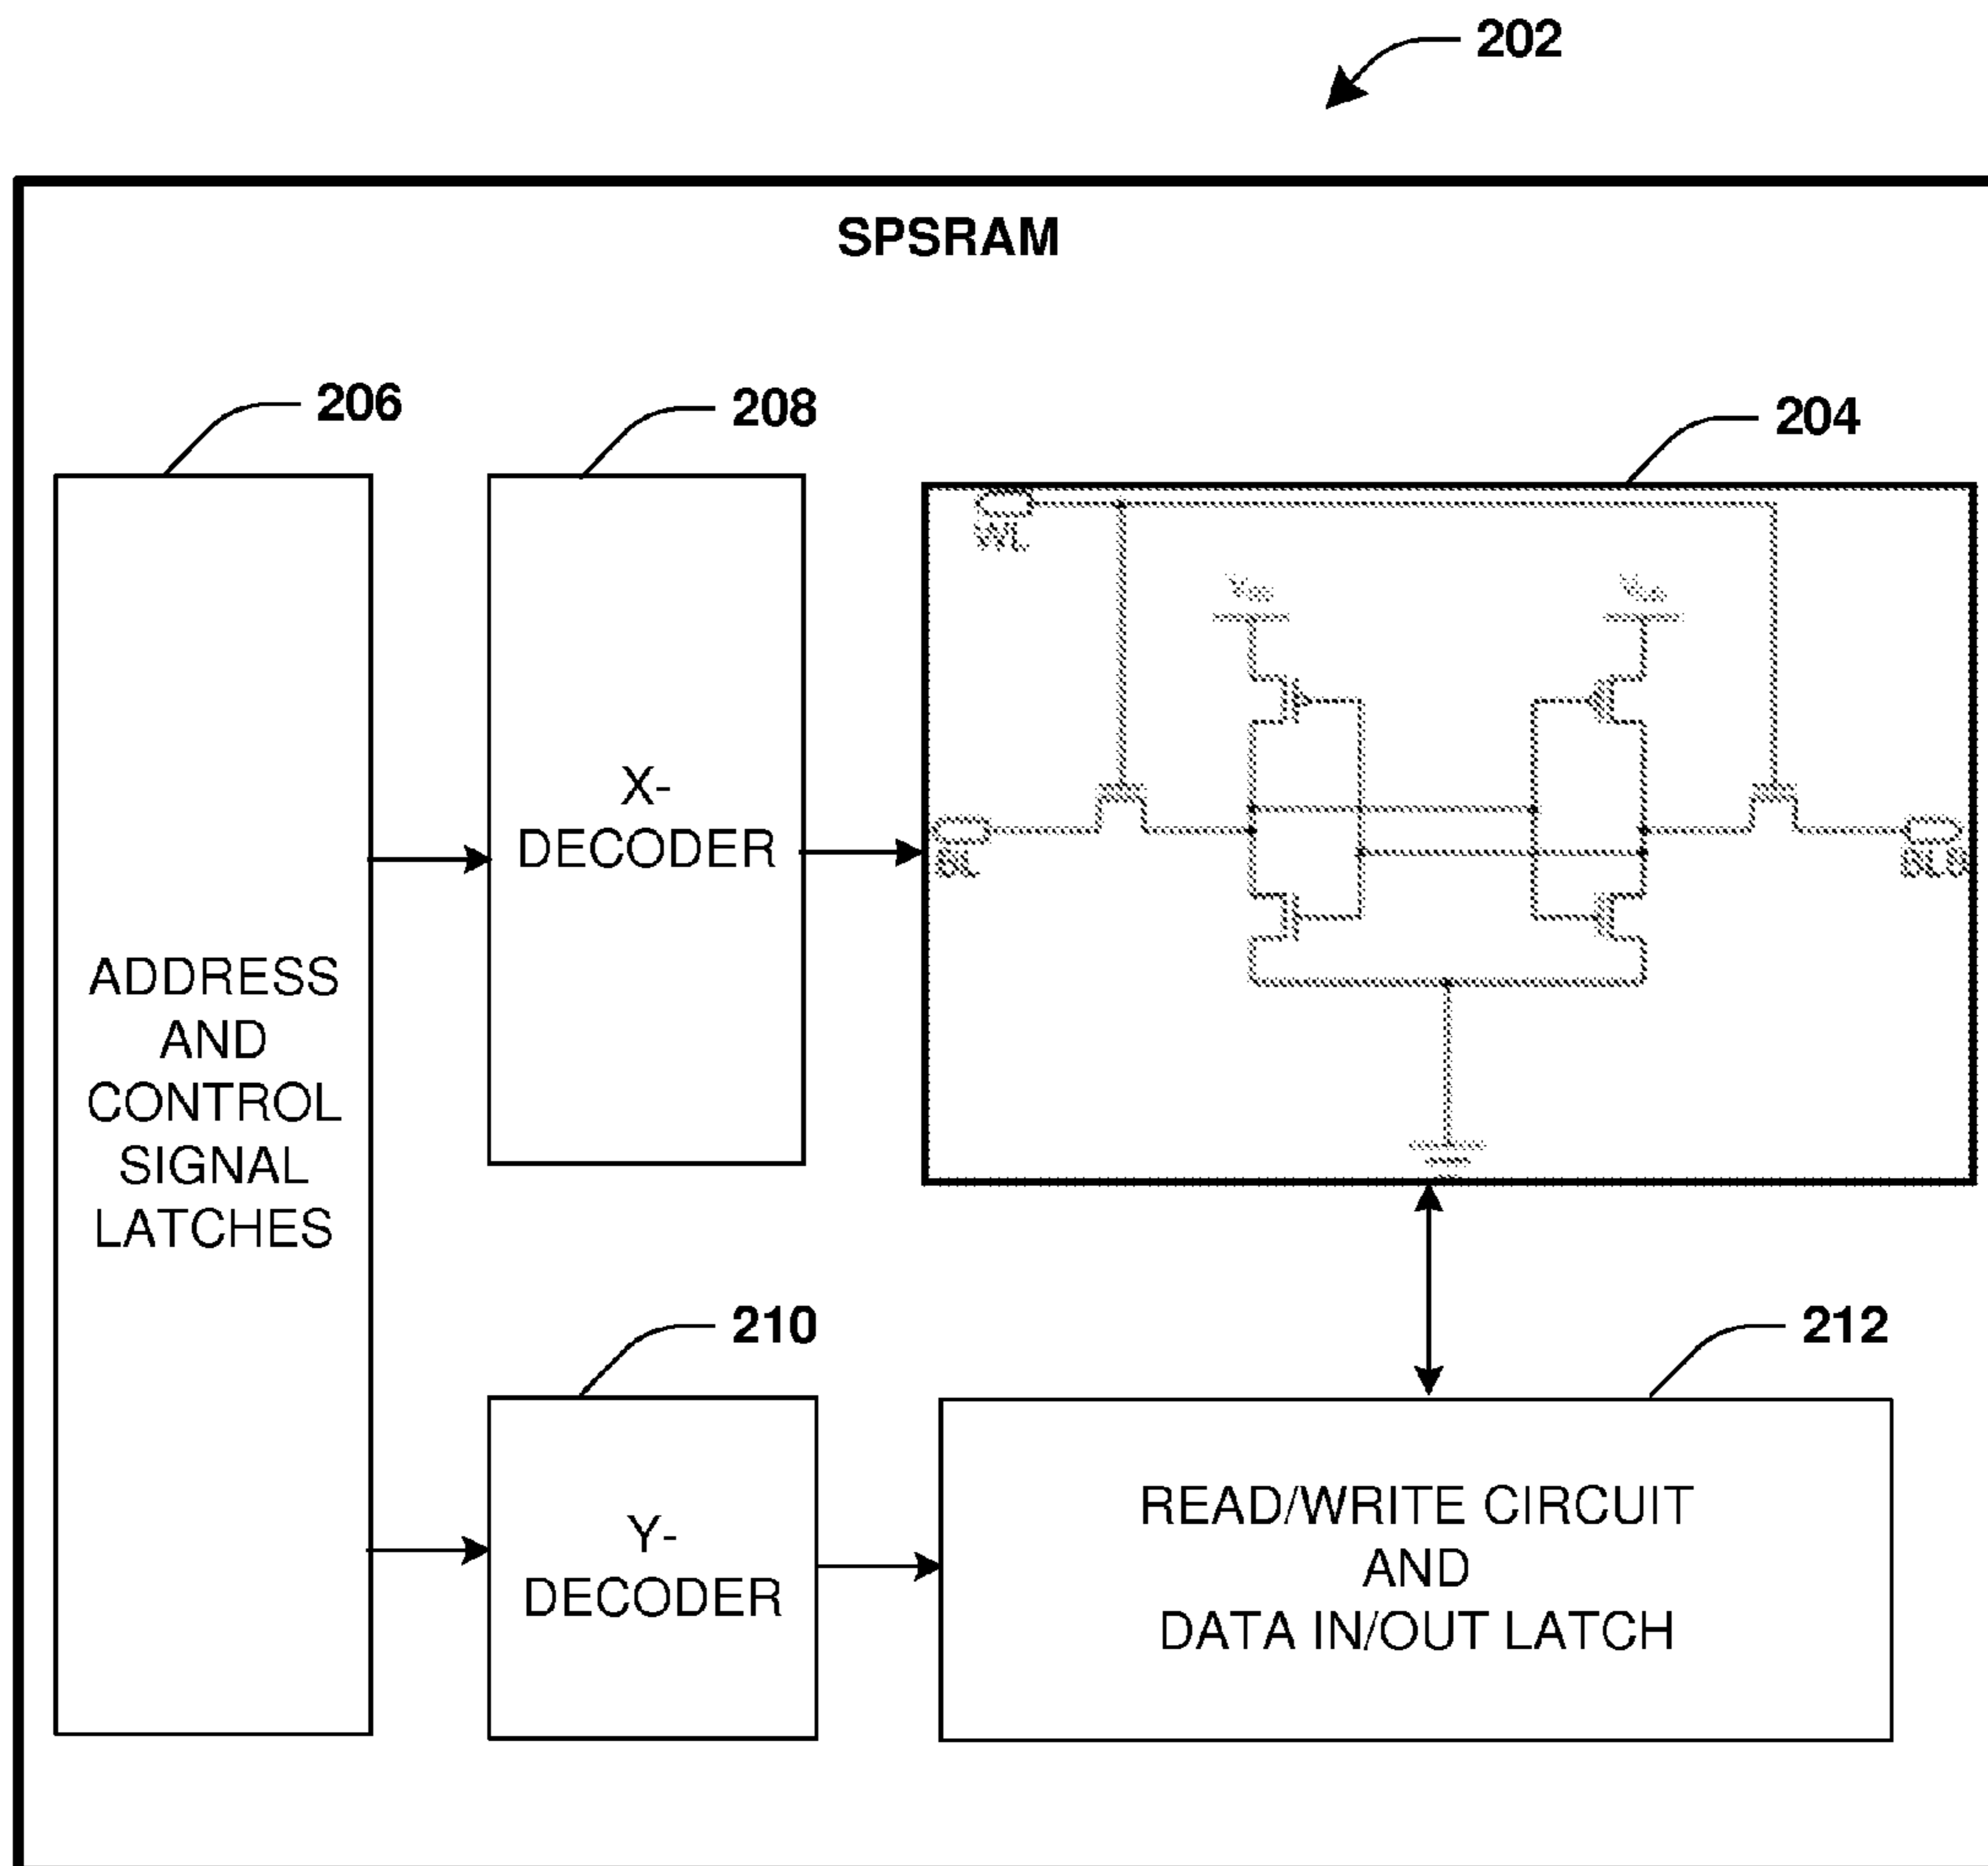 202
SPSRAM
206
208
204
WL
X-
DECODER
BL
BLB
ADDRESS
AND
CONTROL
SIGNAL
LATCHES
210
212
Y-
DECODER
READ/WRITE CIRCUIT
AND
DATA IN/OUT LATCH